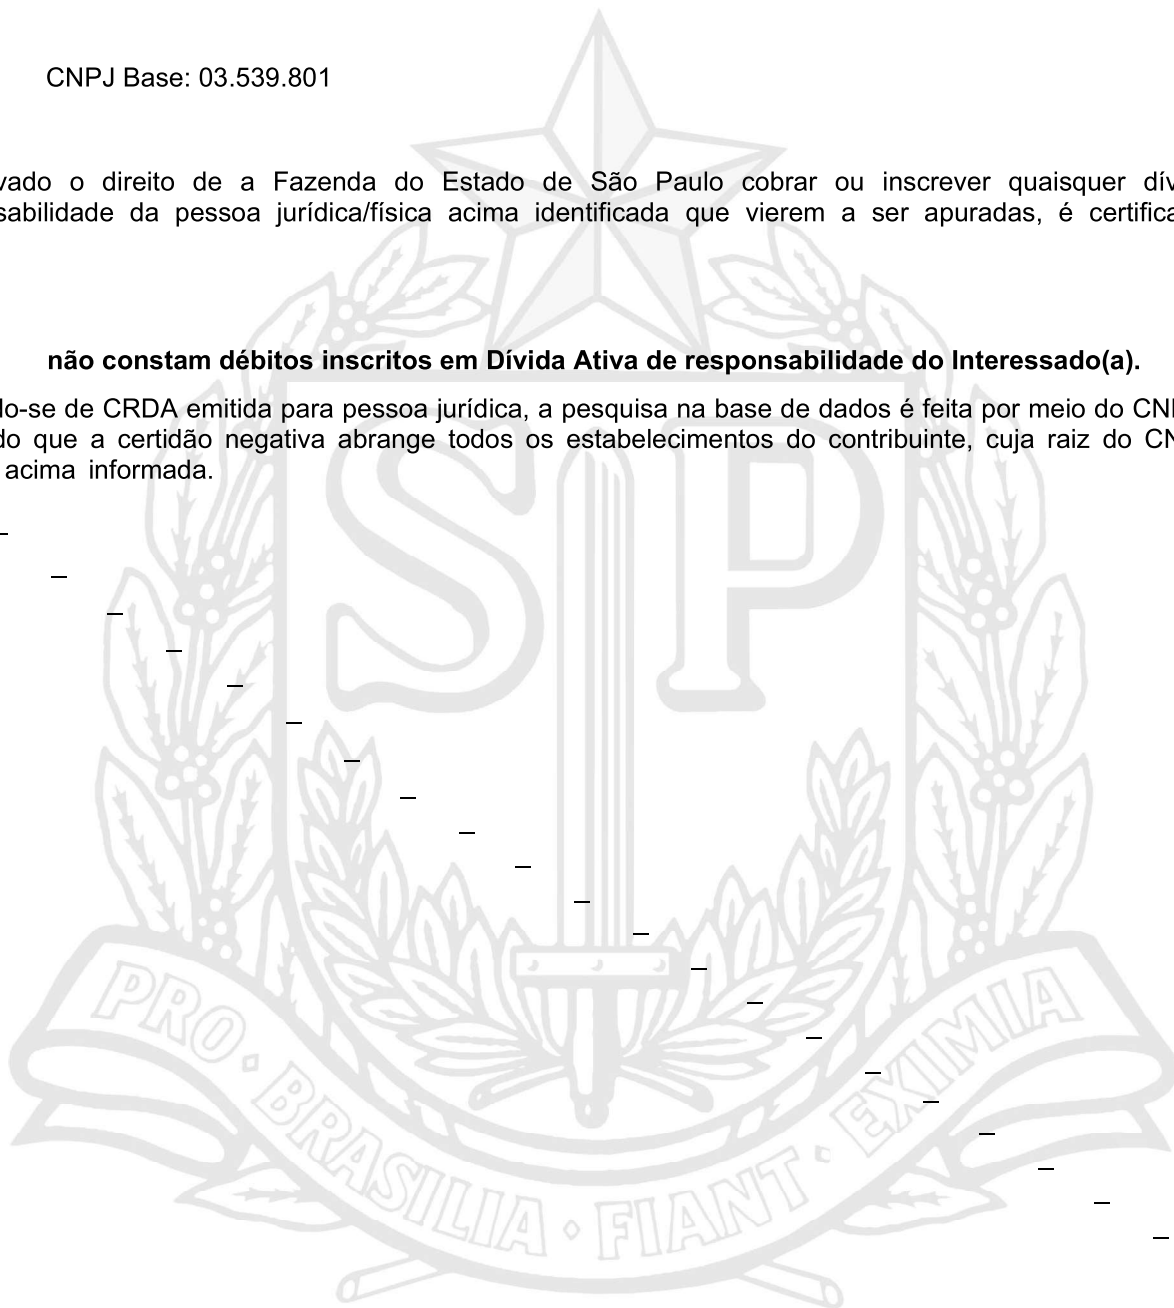 CNPJ Base: 03.539.801
vado o direito de a Fazenda do Estado de São Paulo cobrar ou inscrever quaisquer dív
sabilidade da pessoa jurídica/física acima identificada que vierem a ser apuradas, é certifica
não constam débitos inscritos em Dívida Ativa de responsabilidade do Interessado(a).
do-se de CRDA emitida para pessoa jurídica, a pesquisa na base de dados é feita por meio do CNP
do que a certidão negativa abrange todos os estabelecimentos do contribuinte, cuja raiz do CN
acima informada.
SP
PRO · BRASILIA · FIANT · EXIMIA